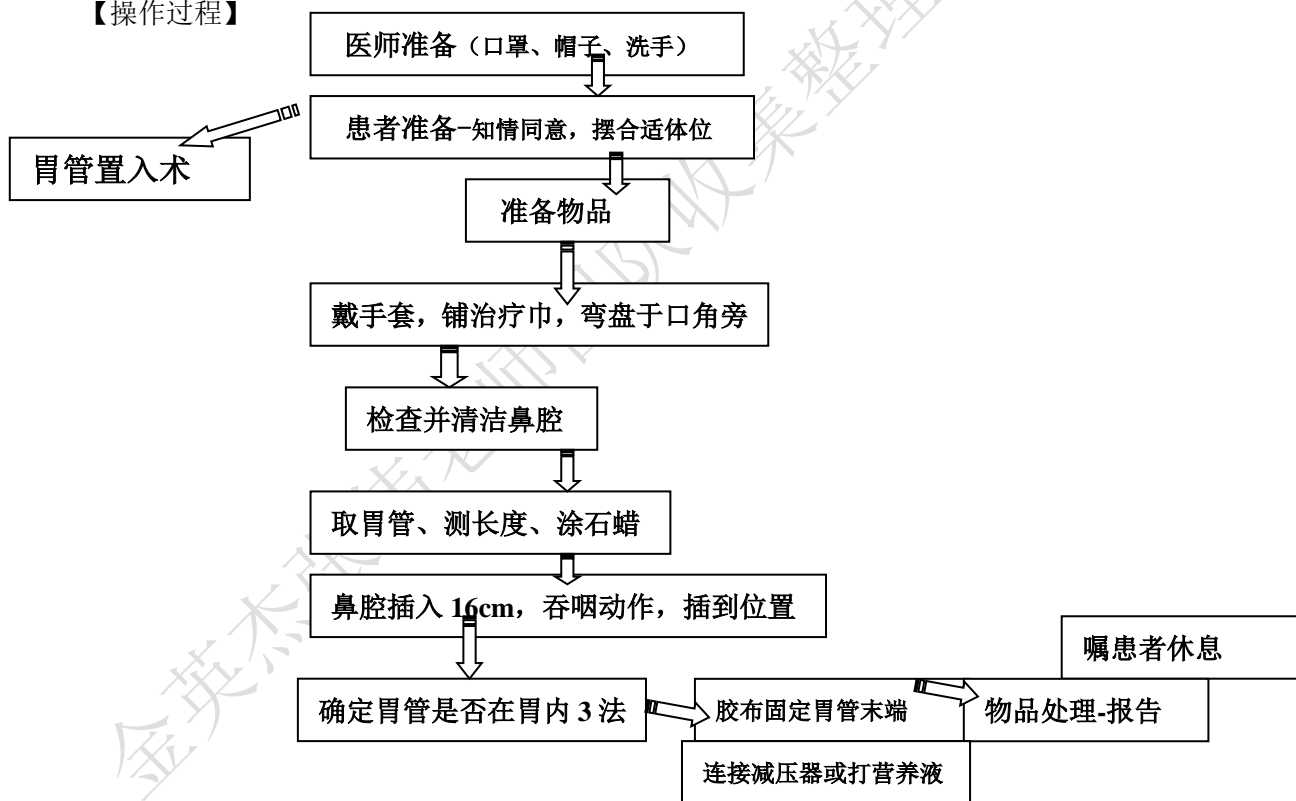 【操作过程】
医师准备（口罩、帽子、洗手）
患者准备-知情同意，摆合适体位
胃管置入术
准备物品
戴手套，铺治疗巾，弯盘于口角旁
检查并清洁鼻腔
取胃管、测长度、涂石蜡
鼻腔插入 16cm，吞咽动作，插到位置
嘱患者休息
确定胃管是否在胃内 3 法
胶布固定胃管末端
物品处理-报告
连接减压器或打营养液